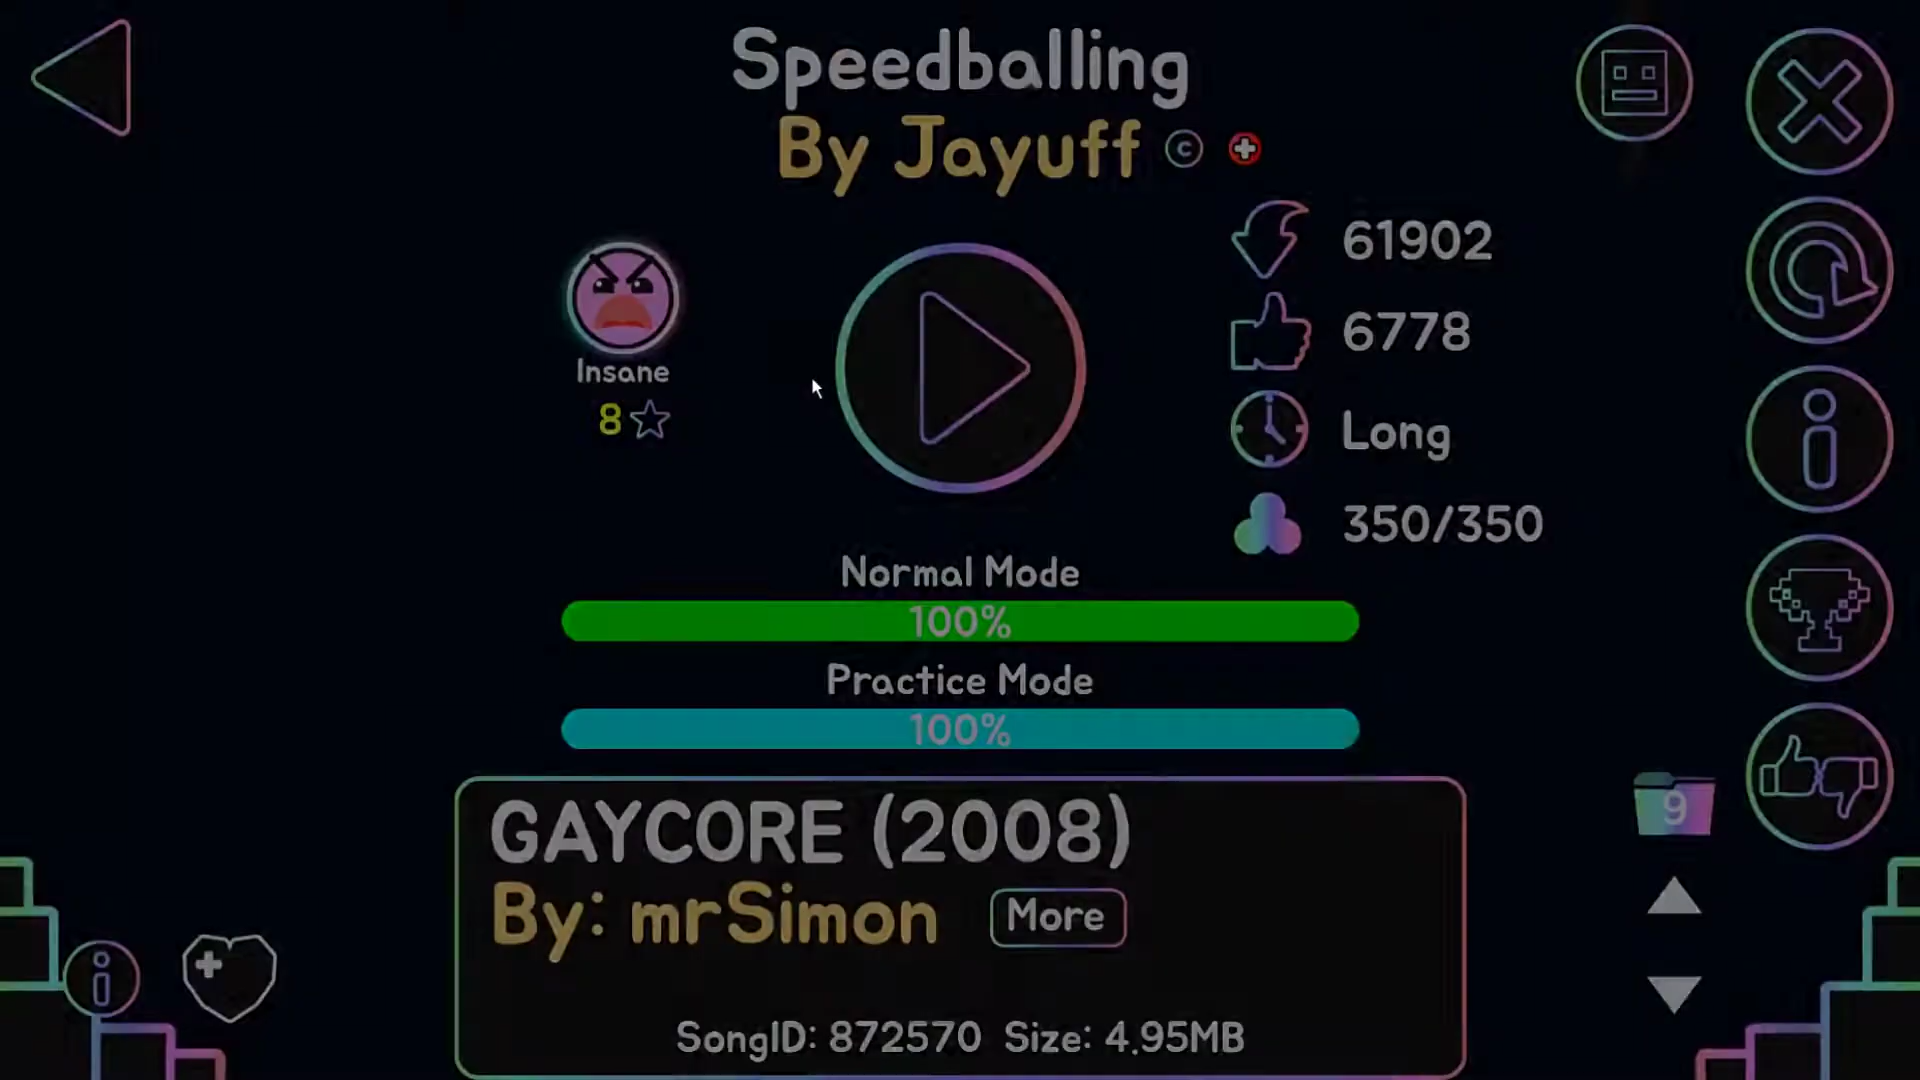 Speedballing
By Jayuff
C
61902
6778
Insane
8
Long
350/350
Normal Mode
100%
Practice Mode
100%
GAYCORE (2008)
By: mrSimon
More
9
SongID: 872570 Size: 4.95MB